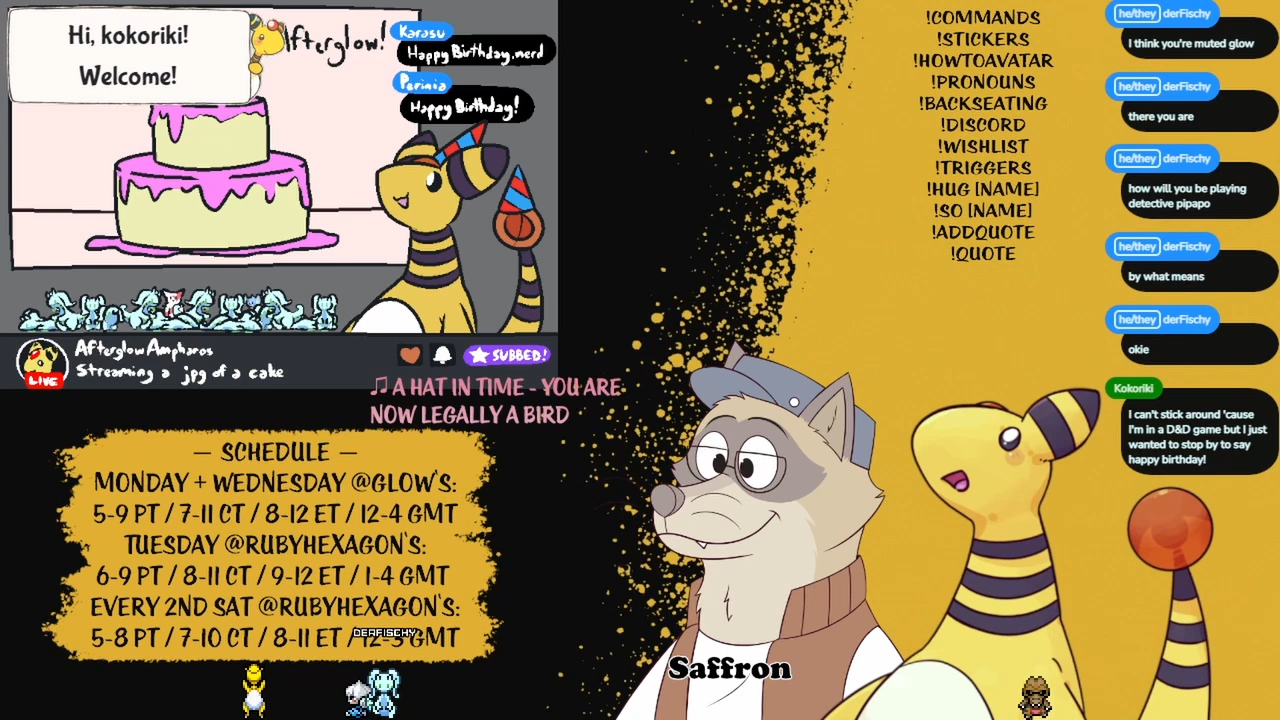 Hi, kokoriki!
Welcome!
Afterglow!
Karasu
Happy Birthday, nerd
Perinia
Happy Birthday!
AfterglowAmpharos
Streaming a jpg of a cake
LIVE
SUBBED!
♫ A HAT IN TIME - YOU ARE
NOW LEGALLY A BIRD
— SCHEDULE —
MONDAY + WEDNESDAY @GLOW'S:
5-9 PT / 7-11 CT / 8-12 ET / 12-4 GMT
TUESDAY @RUBYHEXAGON'S:
6-9 PT / 8-11 CT / 9-12 ET / 1-4 GMT
EVERY 2ND SAT @RUBYHEXAGON'S:
5-8 PT / 7-10 CT / 8-11 ET / 12-3 GMT
DERFISCHY
Saffron
!COMMANDS
!STICKERS
!HOWTOAVATAR
!PRONOUNS
!BACKSEATING
!DISCORD
!WISHLIST
!TRIGGERS
!HUG [NAME]
!SO [NAME]
!ADDQUOTE
!QUOTE
he/they derFischy
I think you're muted glow
he/they derFischy
there you are
he/they derFischy
how will you be playing
detective pipapo
he/they derFischy
by what means
he/they derFischy
okie
Kokoriki
I can't stick around 'cause
I'm in a D&D game but I just
wanted to stop by to say
happy birthday!